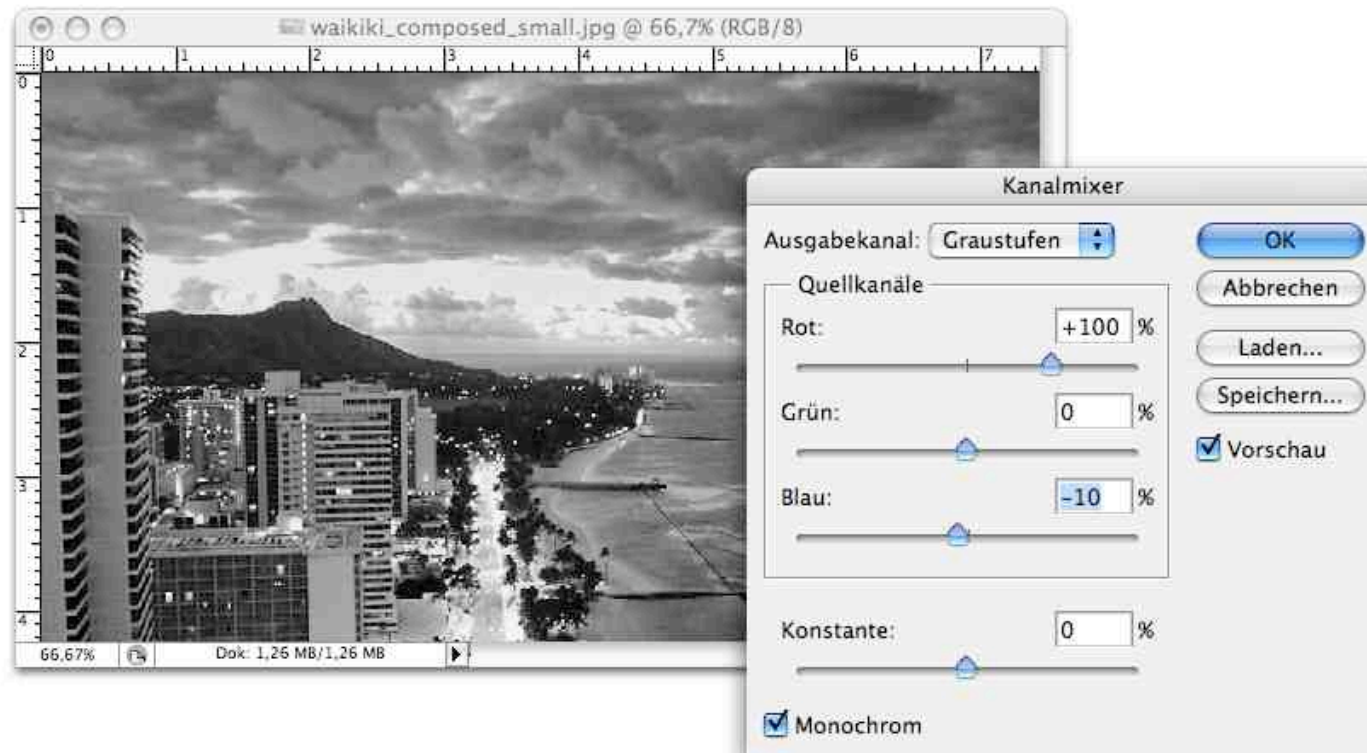 waikiki_composed_small.jpg @ 66,7% (RGB/8)
1 0 1 2 3 4 5 6 7
0
1
2
3
4
66,67% Dok: 1,26 MB/1,26 MB
Kanalmixer
Ausgabekanal: Graustufen
OK
Abbrechen
Laden...
Speichern...
Vorschau
Quellkanäle
Rot: +100 %
Grün: 0 %
Blau: -10 %
Konstante: 0 %
Monochrom